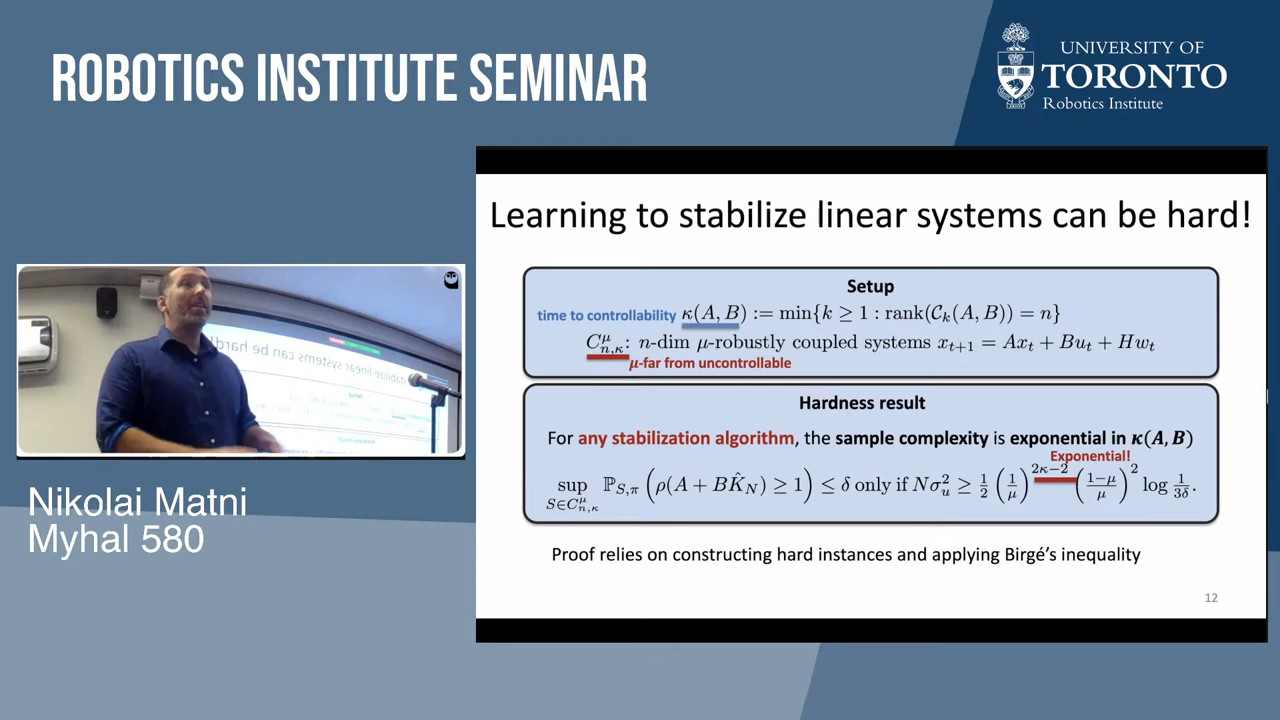 ROBOTICS INSTITUTE SEMINAR
UNIVERSITY OF
TORONTO
Robotics Institute
Learning to stabilize linear systems can be hard!
Setup
time to controllability κ(A, B) := min{k ≥ 1 : rank(𝒞ₖ(A, B)) = n}
C^μ_{n,κ}: n-dim μ-robustly coupled systems x_{t+1} = Ax_t + Bu_t + Hw_t
μ-far from uncontrollable
Hardness result
For any stabilization algorithm, the sample complexity is exponential in κ(A, B)
Exponential!
sup_{S∈C^μ_{n,κ}} ℙ_{S,π} (ρ(A + BK̂_N) ≥ 1) ≤ δ only if Nσ_u^2 ≥ 1/2 (1/μ)^{2κ−2} ((1−μ)/μ)^2 log 1/(3δ).
Proof relies on constructing hard instances and applying Birgé's inequality
12
Nikolai Matni
Myhal 580